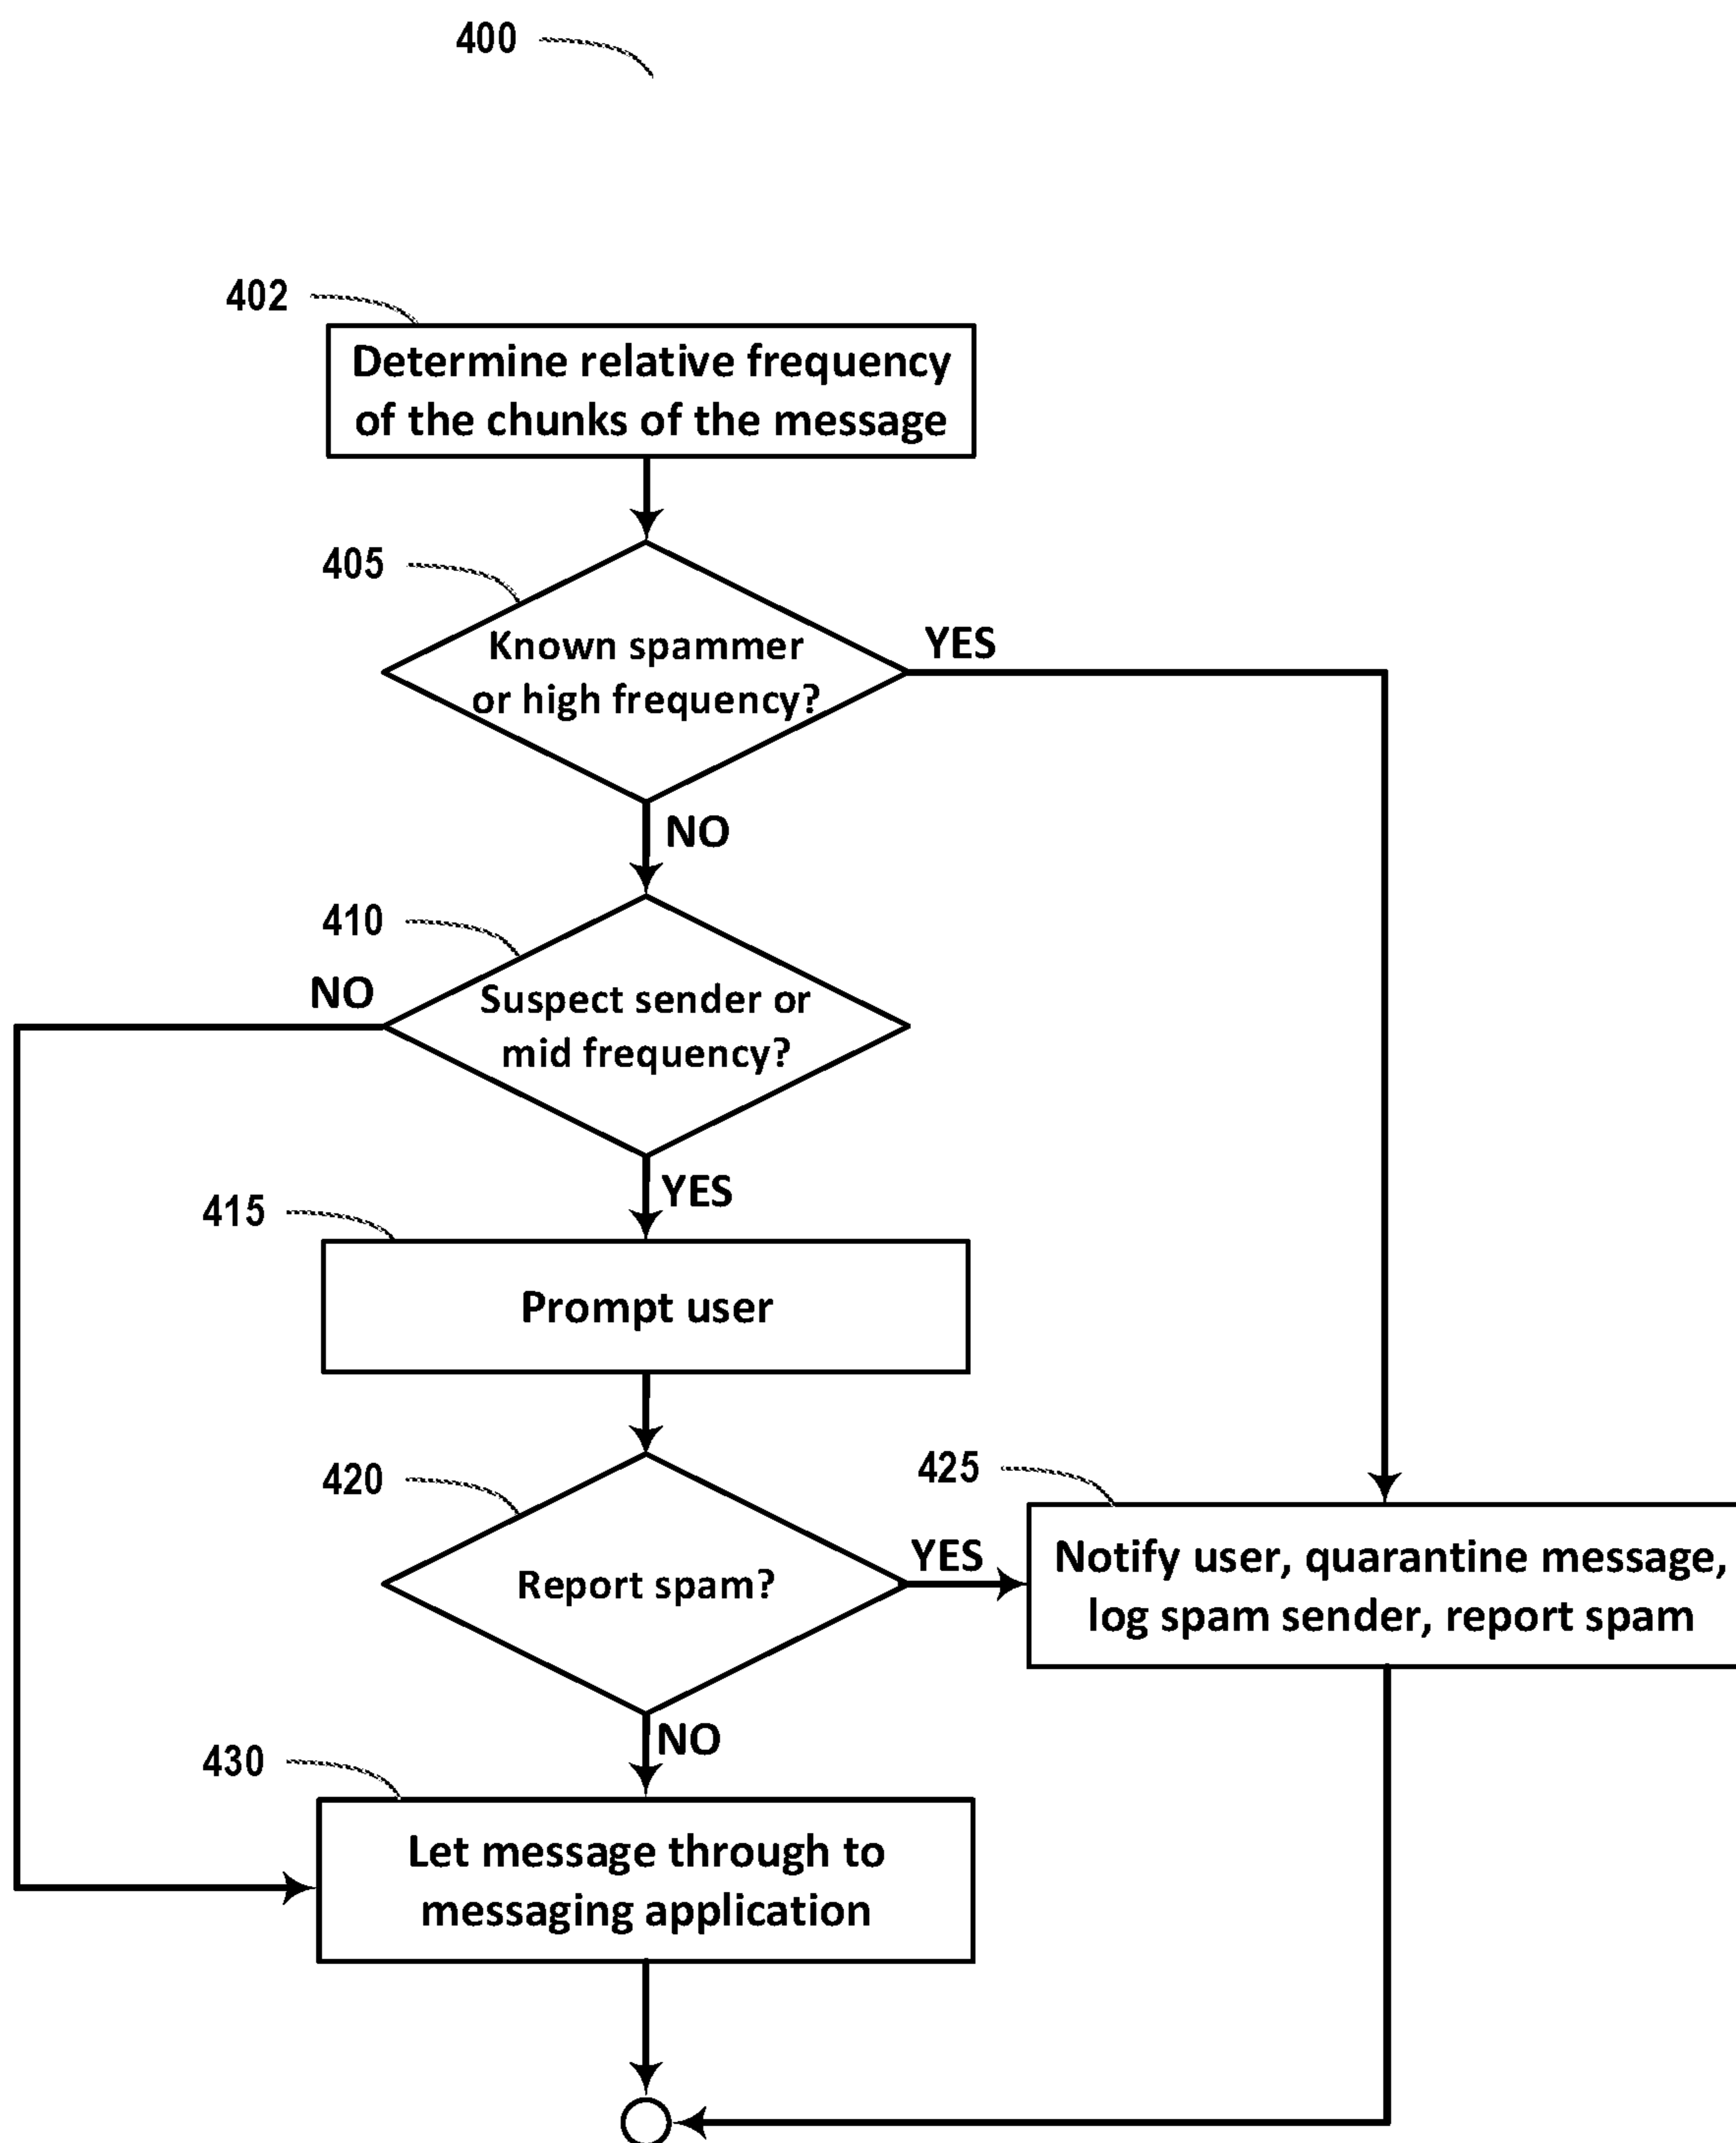 400
402
Determine relative frequency
of the chunks of the message
405
Known spammer
or high frequency?
YES
NO
410
NO
Suspect sender or
mid frequency?
YES
415
Prompt user
420
Report spam?
YES
425
Notify user, quarantine message,
log spam sender, report spam
NO
430
Let message through to
messaging application